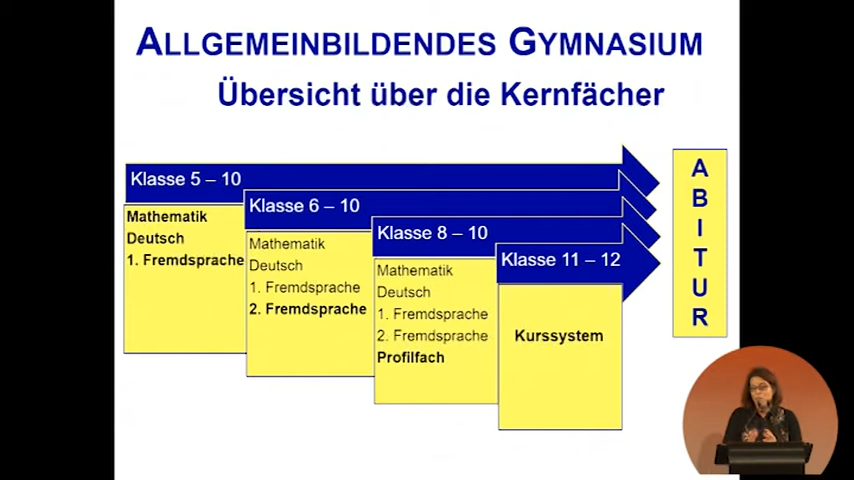 ALLGEMEINBILDENDES GYMNASIUM
Übersicht über die Kernfächer
Klasse 5 – 10
Mathematik
Deutsch
1. Fremdsprache
Klasse 6 – 10
Mathematik
Deutsch
1. Fremdsprache
2. Fremdsprache
Klasse 8 – 10
Mathematik
Deutsch
1. Fremdsprache
2. Fremdsprache
Profilfach
Klasse 11 – 12
Kurssystem
A
B
I
T
U
R